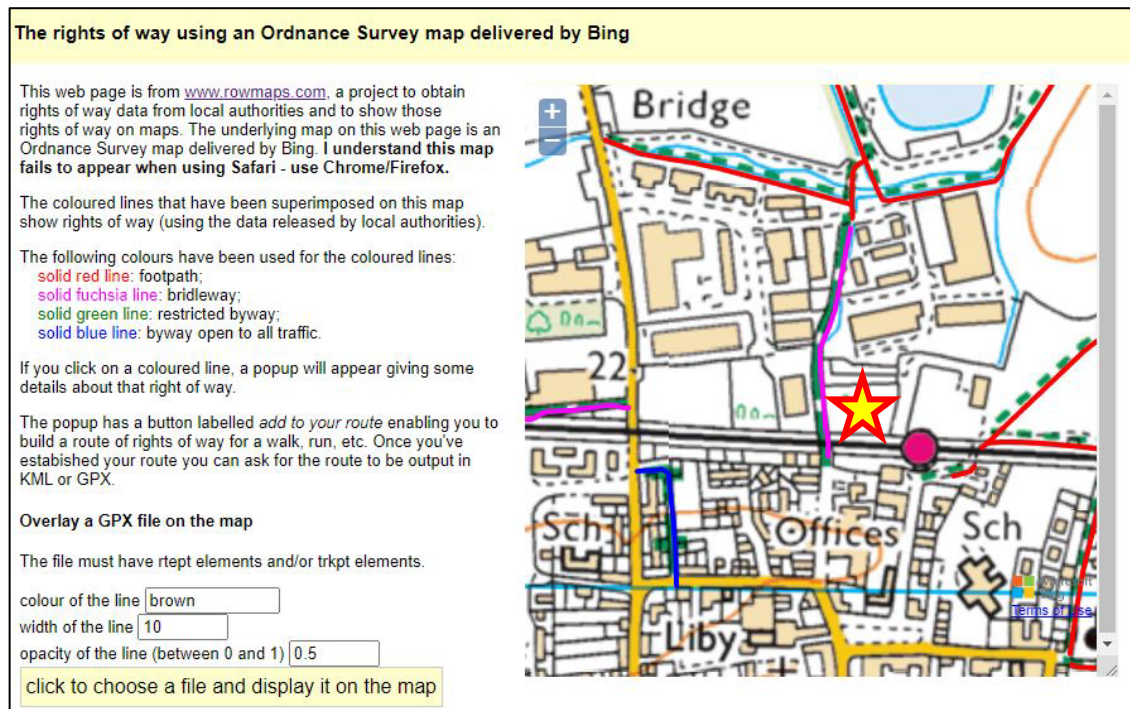 The rights of way using an Ordnance Survey map delivered by Bing
This web page is from www.rowmaps.com, a project to obtain
rights of way data from local authorities and to show those
rights of way on maps. The underlying map on this web page is an
Ordnance Survey map delivered by Bing. I understand this map
fails to appear when using Safari - use Chrome/Firefox.
The coloured lines that have been superimposed on this map
show rights of way (using the data released by local authorities).
The following colours have been used for the coloured lines:
solid red line: footpath;
solid fuchsia line: bridleway;
solid green line: restricted byway;
solid blue line: byway open to all traffic.
If you click on a coloured line, a popup will appear giving some
details about that right of way.
The popup has a button labelled add to your route enabling you to
build a route of rights of way for a walk, run, etc. Once you've
estabished your route you can ask for the route to be output in
KML or GPX.
Overlay a GPX file on the map
The file must have rtept elements and/or trkpt elements.
colour of the line brown
width of the line 10
opacity of the line (between 0 and 1) 0.5
click to choose a file and display it on the map
+
Bridge
22
Sch
Offices
Sch
Liby
Terms of Use